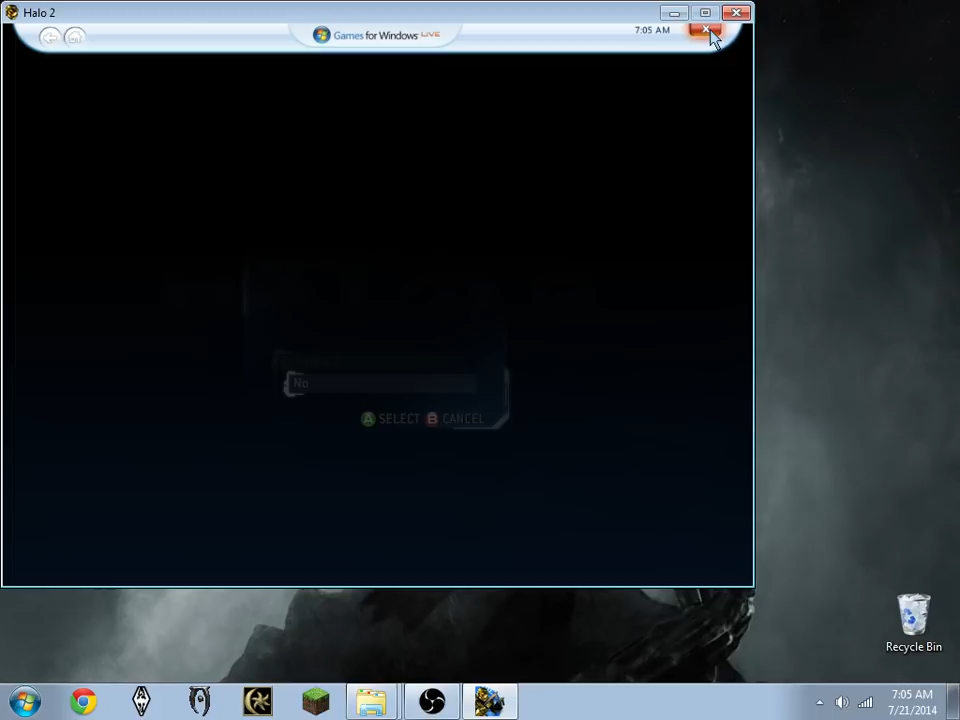 Halo 2
Games for Windows LIVE
7:05 AM
No
A SELECT B CANCEL
Recycle Bin
7:05 AM
7/21/2014